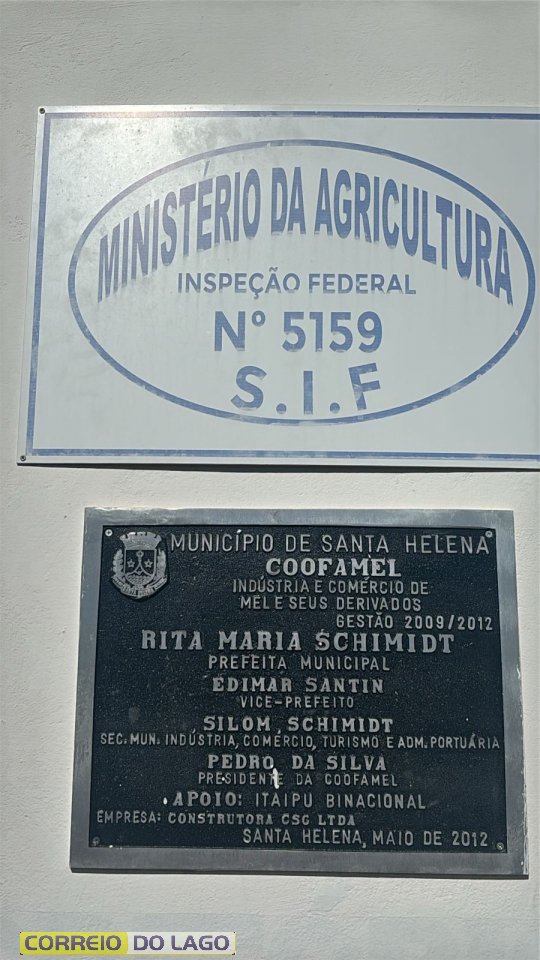 MINISTÉRIO DA AGRICULTURA
INSPEÇÃO FEDERAL
Nº 5159
S.I.F
MUNICÍPIO DE SANTA HELENA
COOFAMEL
INDÚSTRIA E COMÉRCIO DE
MEL E SEUS DERIVADOS
GESTÃO 2009/2012
RITA MARIA SCHIMIDT
PREFEITA MUNICIPAL
EDIMAR SANTIN
VICE-PREFEITO
SILOM SCHIMIDT
SEC. MUN. INDÚSTRIA, COMÉRCIO, TURISMO E ADM. PORTUÁRIA
PEDRO DA SILVA
PRESIDENTE DA COOFAMEL
APOIO: ITAIPU BINACIONAL
EMPRESA: CONSTRUTORA CSG LTDA
SANTA HELENA, MAIO DE 2012
CORREIO DO LAGO